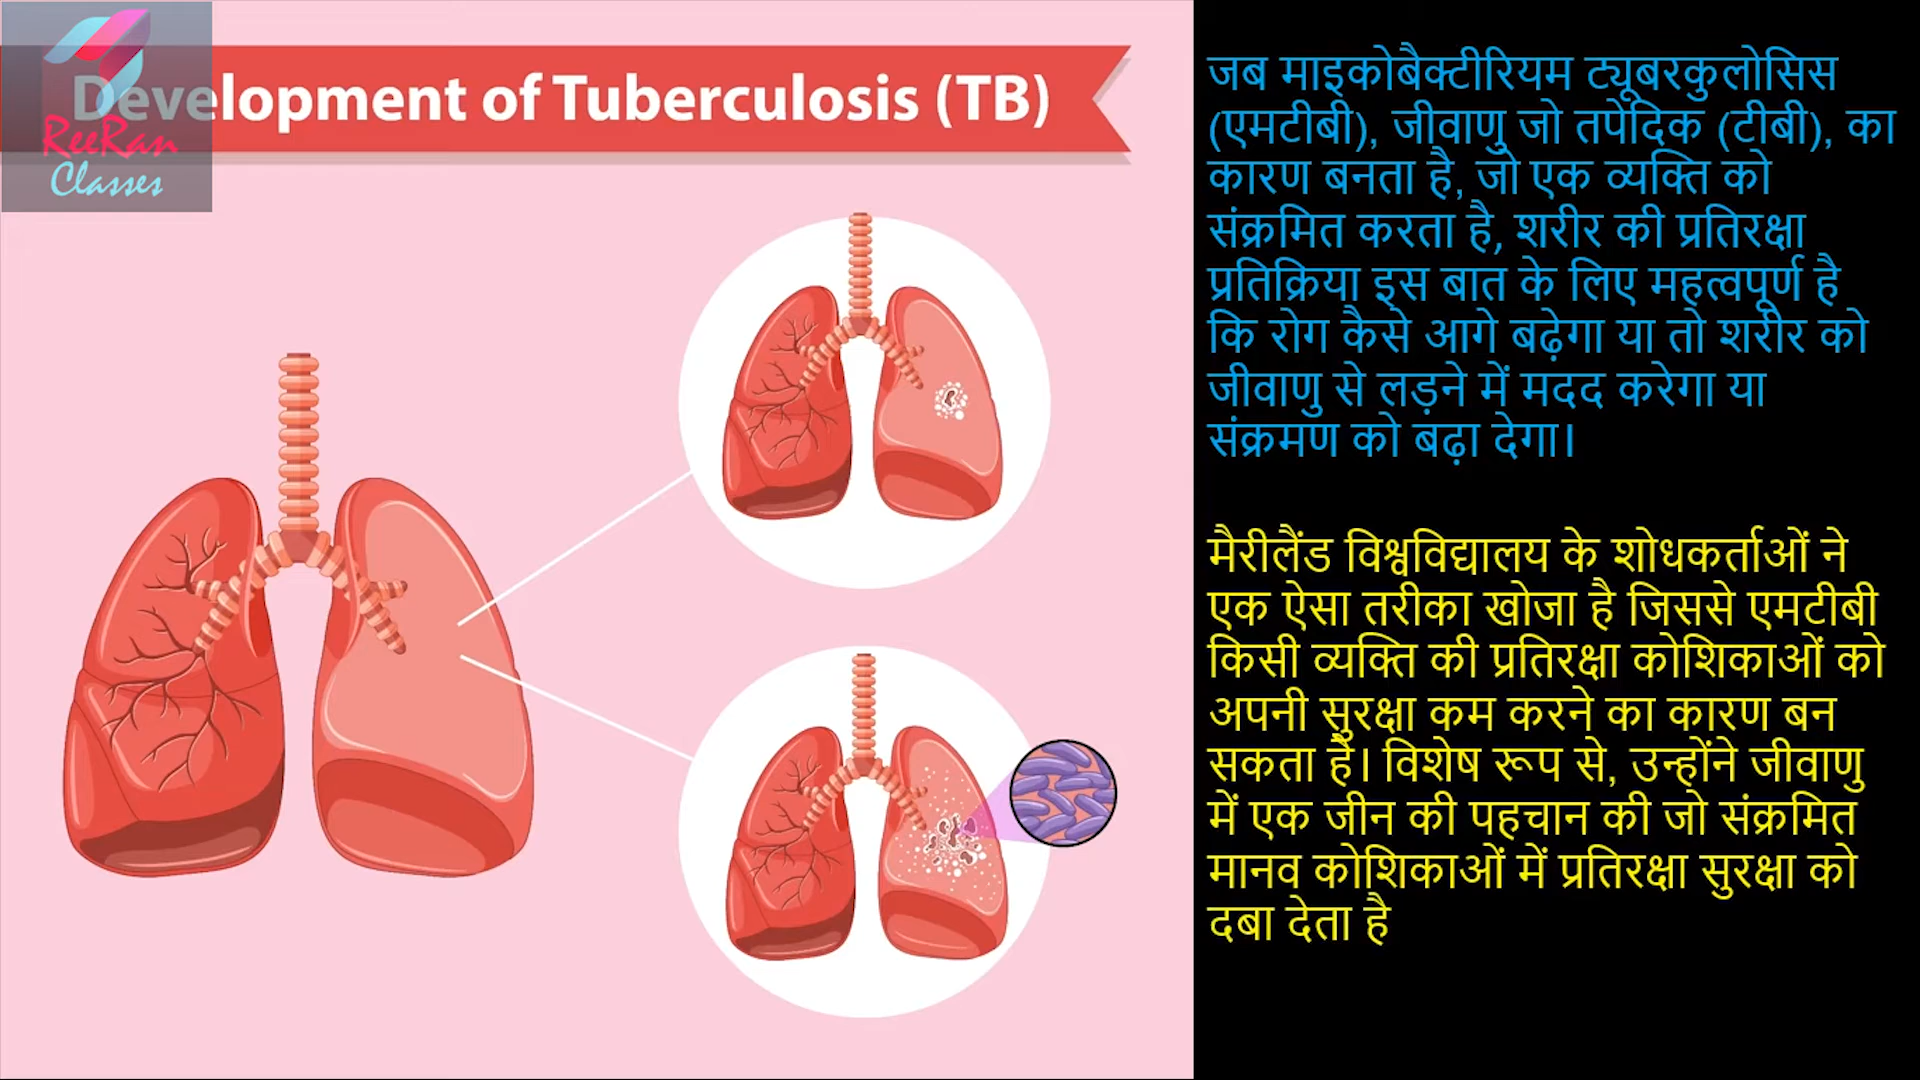 Development of Tuberculosis (TB)
ReeRan
Classes
जब माइकोबैक्टीरियम ट्यूबरकुलोसिस
(एमटीबी), जीवाणु जो तपेदिक (टीबी), का
कारण बनता है, जो एक व्यक्ति को
संक्रमित करता है, शरीर की प्रतिरक्षा
प्रतिक्रिया इस बात के लिए महत्वपूर्ण है
कि रोग कैसे आगे बढ़ेगा या तो शरीर को
जीवाणु से लड़ने में मदद करेगा या
संक्रमण को बढ़ा देगा।
मैरीलैंड विश्वविद्यालय के शोधकर्ताओं ने
एक ऐसा तरीका खोजा है जिससे एमटीबी
किसी व्यक्ति की प्रतिरक्षा कोशिकाओं को
अपनी सुरक्षा कम करने का कारण बन
सकता है। विशेष रूप से, उन्होंने जीवाणु
में एक जीन की पहचान की जो संक्रमित
मानव कोशिकाओं में प्रतिरक्षा सुरक्षा को
दबा देता है